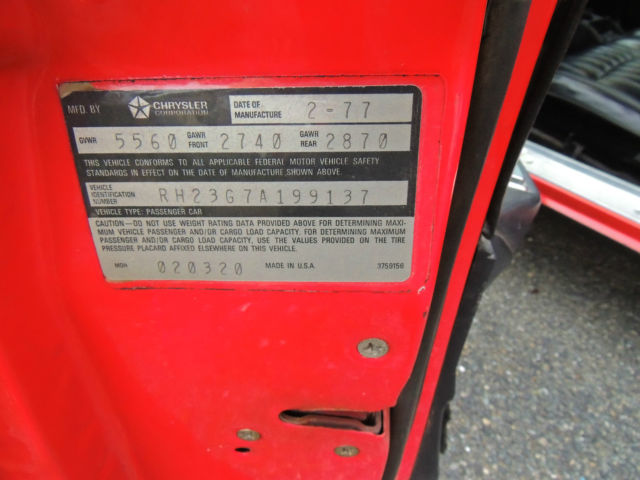 MFD. BY CHRYSLER CORPORATION DATE OF MANUFACTURE 2-77
GVWR 5560 GAWR FRONT 2740 GAWR REAR 2870
THIS VEHICLE CONFORMS TO ALL APPLICABLE FEDERAL MOTOR VEHICLE SAFETY
STANDARDS IN EFFECT ON THE DATE OF MANUFACTURE SHOWN ABOVE.
VEHICLE IDENTIFICATION NUMBER RH23G7A199137
VEHICLE TYPE: PASSENGER CAR
CAUTION—DO NOT USE WEIGHT RATING DATA PROVIDED ABOVE FOR DETERMINING MAXI-
MUM VEHICLE PASSENGER AND/OR CARGO LOAD CAPACITY. FOR DETERMINING MAXIMUM
PASSENGER AND/OR CARGO LOAD CAPACITY, USE THE VALUES PROVIDED ON THE TIRE
PRESSURE PLACARD AFFIXED ELSEWHERE ON THIS VEHICLE.
MDH 020320 MADE IN U.S.A. 3759156